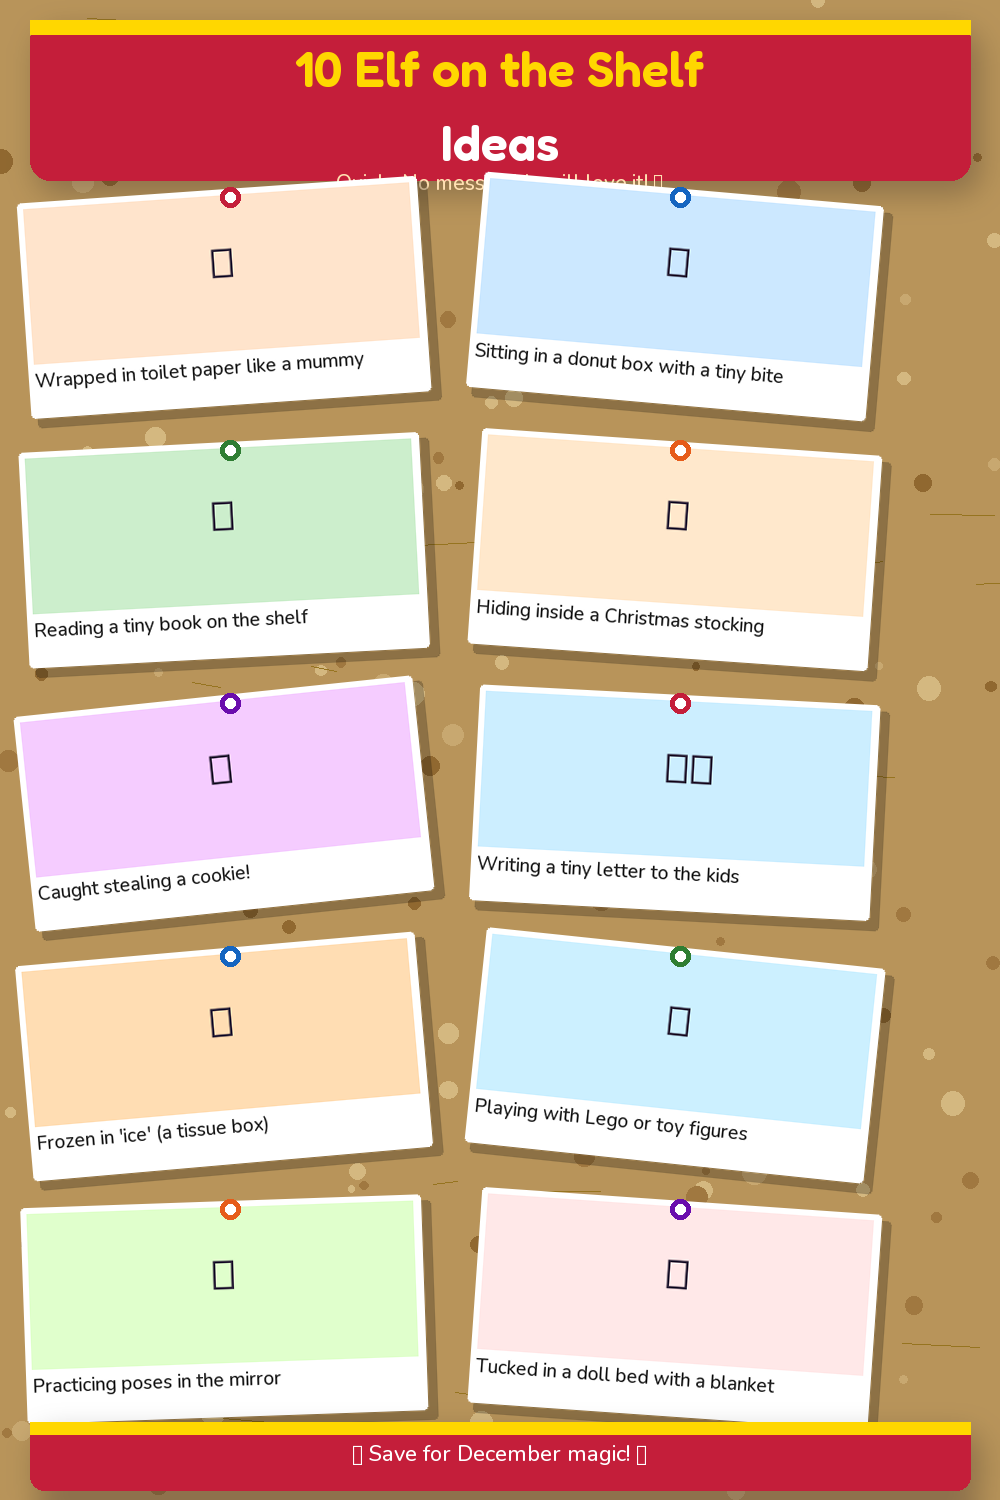 10 Elf on the Shelf
Ideas
love it!
Wrapped in toilet paper like a mummy
Sitting in a donut box with a tiny bite
Reading a tiny book on the shelf
Hiding inside a Christmas stocking
Caught stealing a cookie!
Writing a tiny letter to the kids
Frozen in 'ice' (a tissue box)
Playing with Lego or toy figures
Practicing poses in the mirror
Tucked in a doll bed with a blanket
Save for December magic!